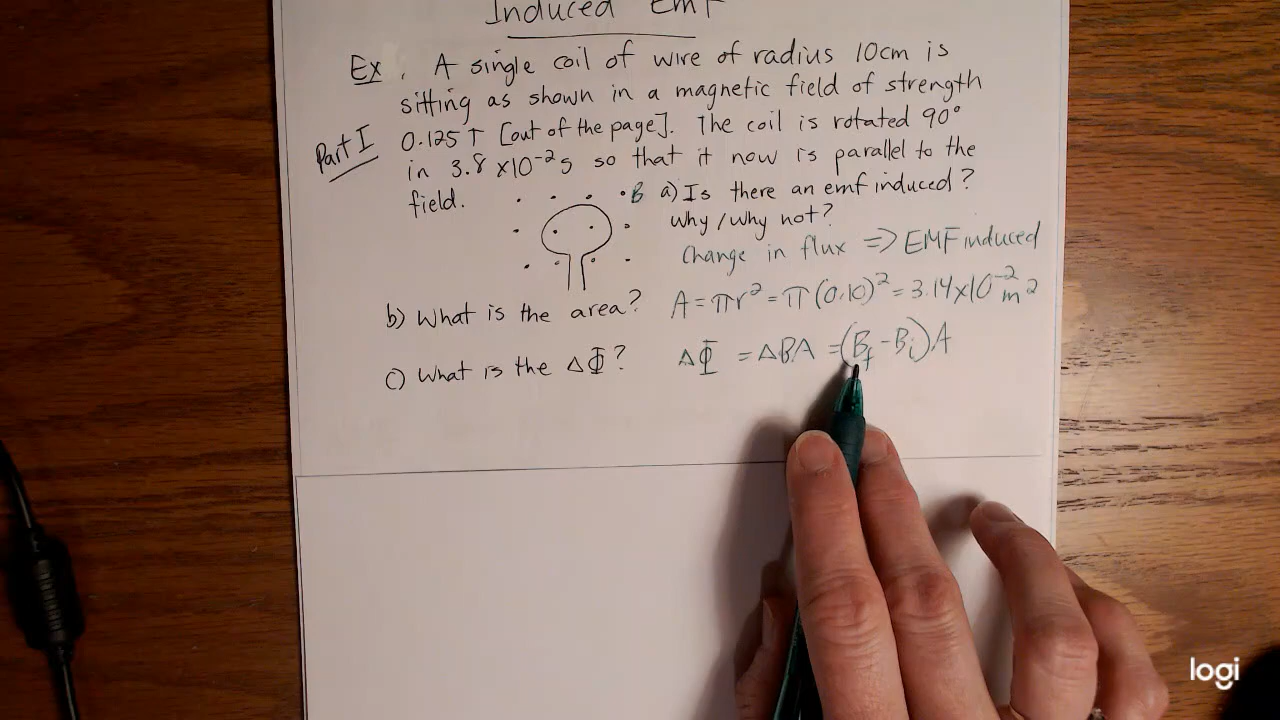 Induced EMF
Ex. A single coil of wire of radius 10cm is
sitting as shown in a magnetic field of strength
Part I
0.125 T [out of the page]. The coil is rotated 90°
in 3.8 x10⁻²s so that it now is parallel to the
field.
B
a) Is there an emf induced?
Why/Why not?
Change in flux => EMF induced
b) What is the area?
A = πr² = π(0.10)² = 3.14x10⁻² m²
c) What is the ΔΦ?
ΔΦ = ΔBA = (Bf - Bi)A
logi